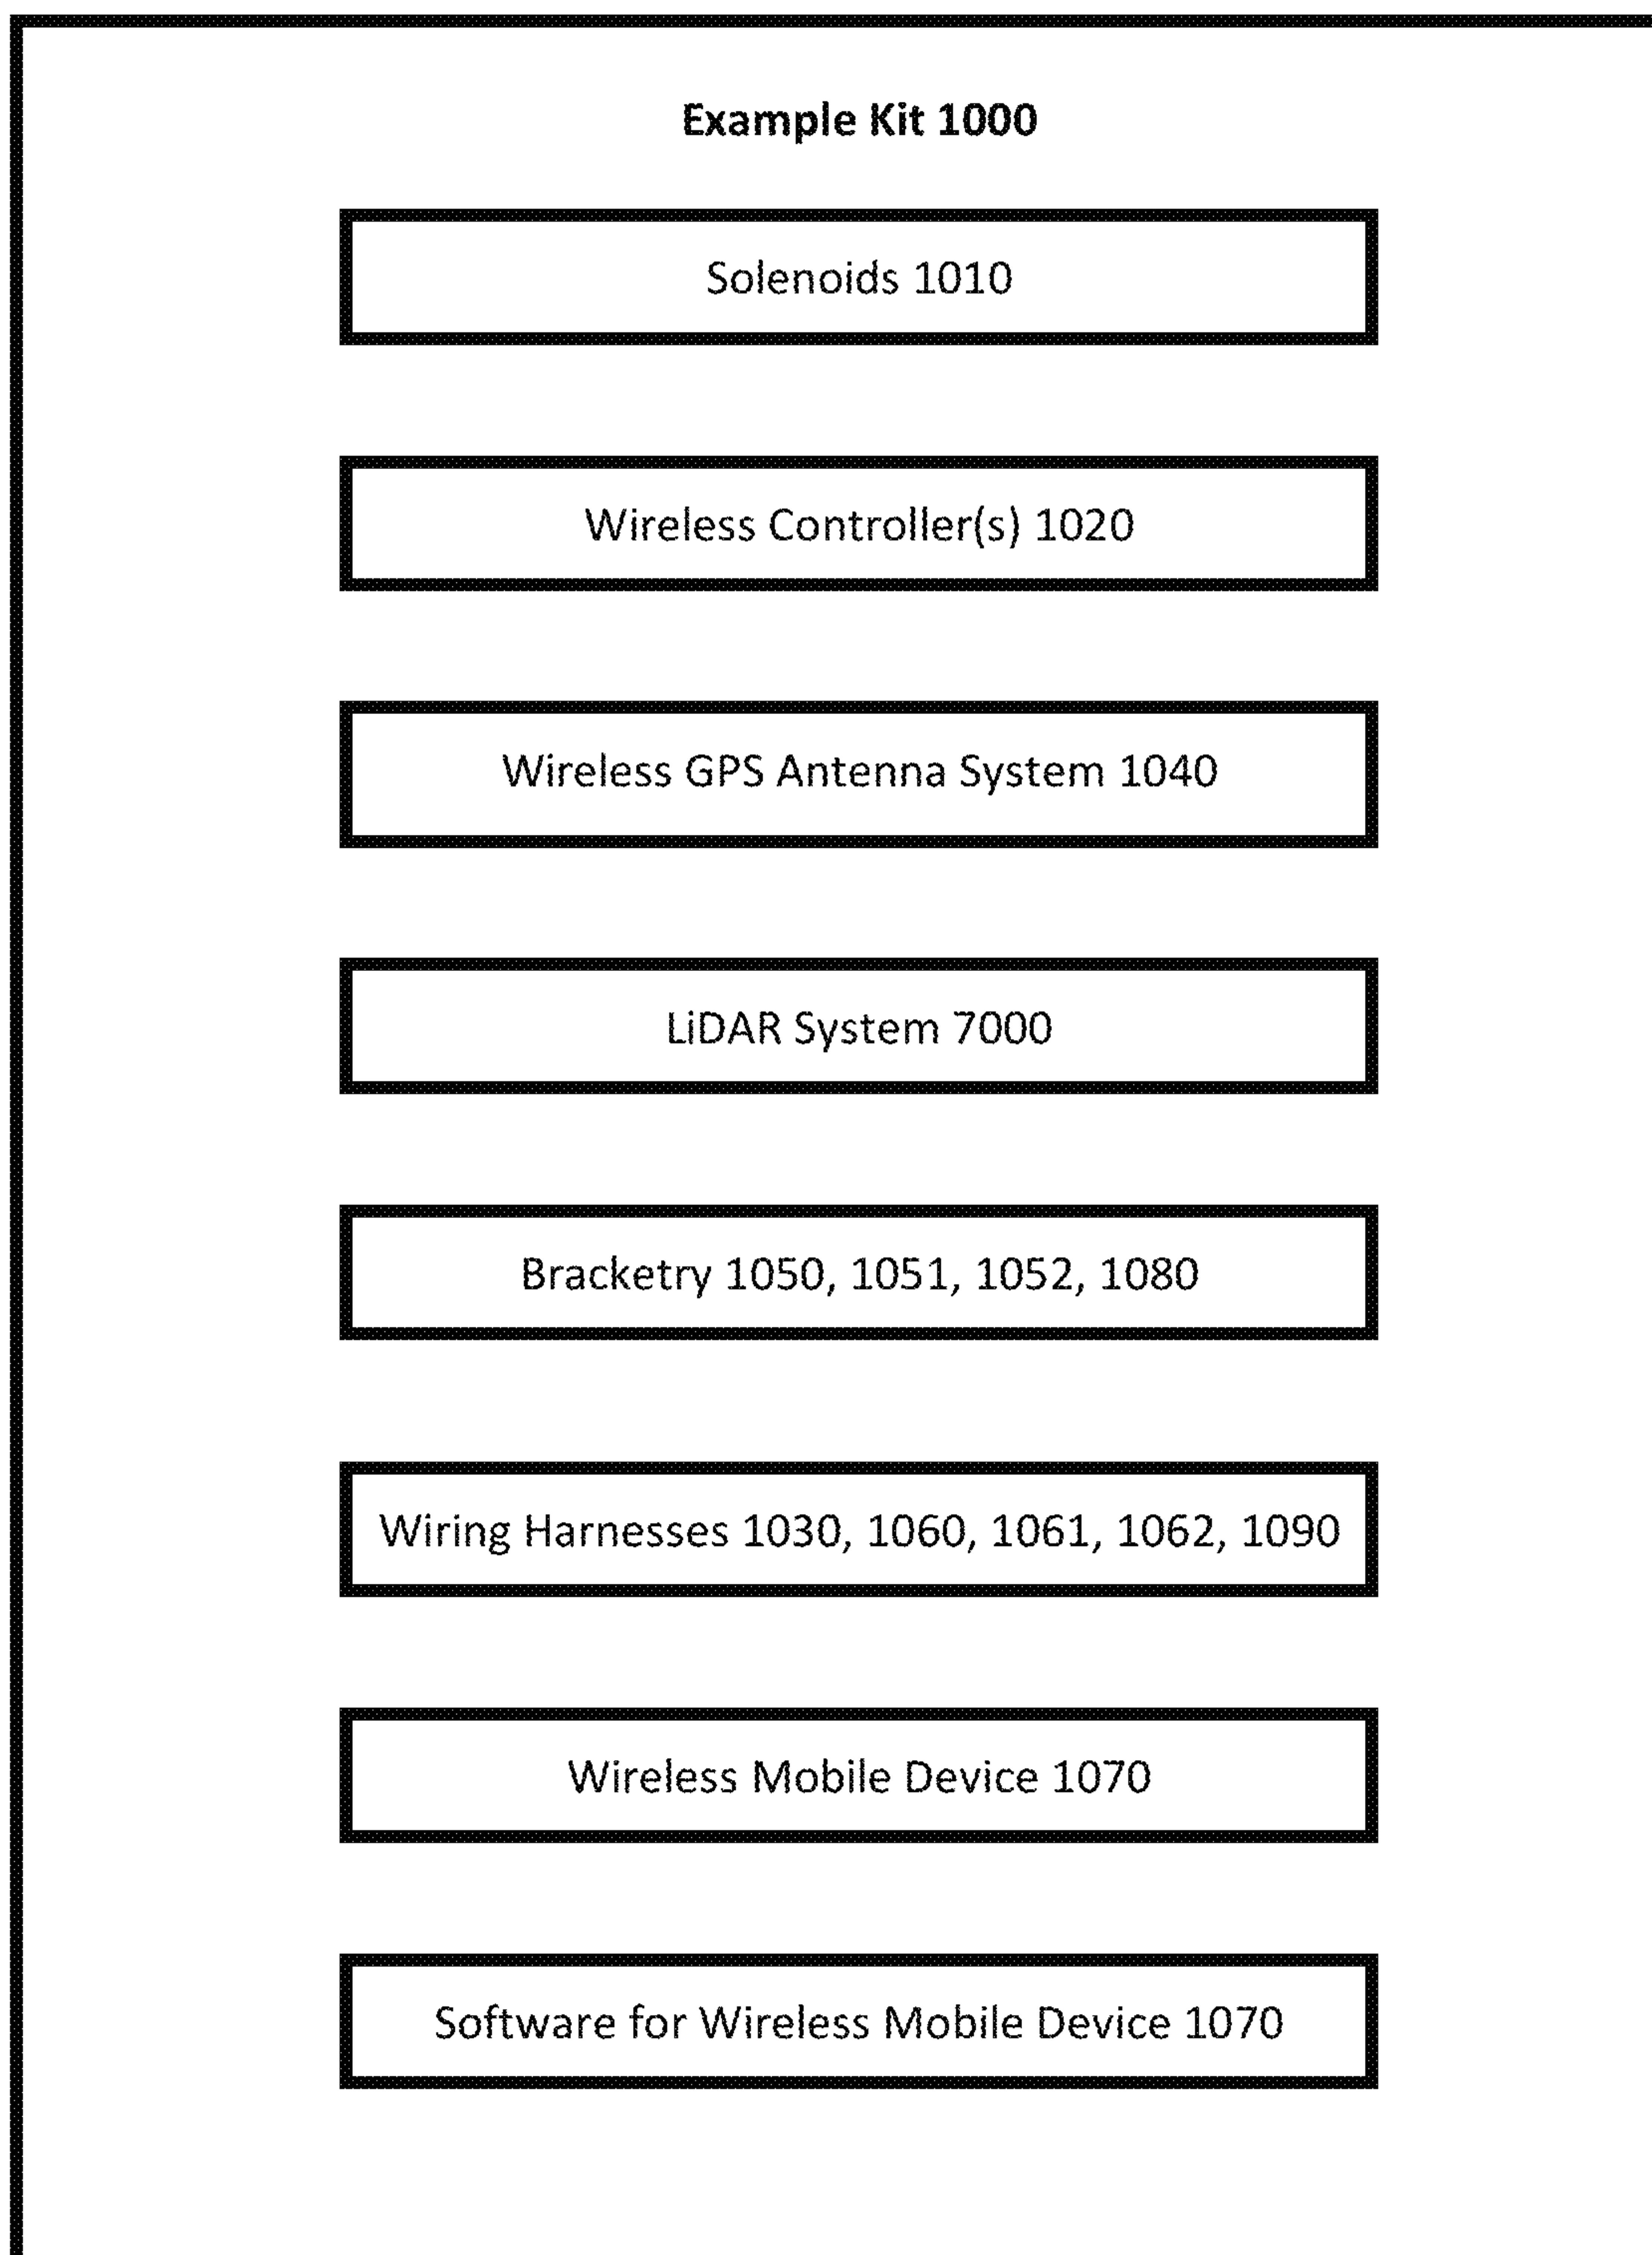 Example Kit 1000
Solenoids 1010
Wireless Controller(s) 1020
Wireless GPS Antenna System 1040
LiDAR System 7000
Bracketry 1050, 1051, 1052, 1080
Wiring Harnesses 1030, 1060, 1061, 1062, 1090
Wireless Mobile Device 1070
Software for Wireless Mobile Device 1070